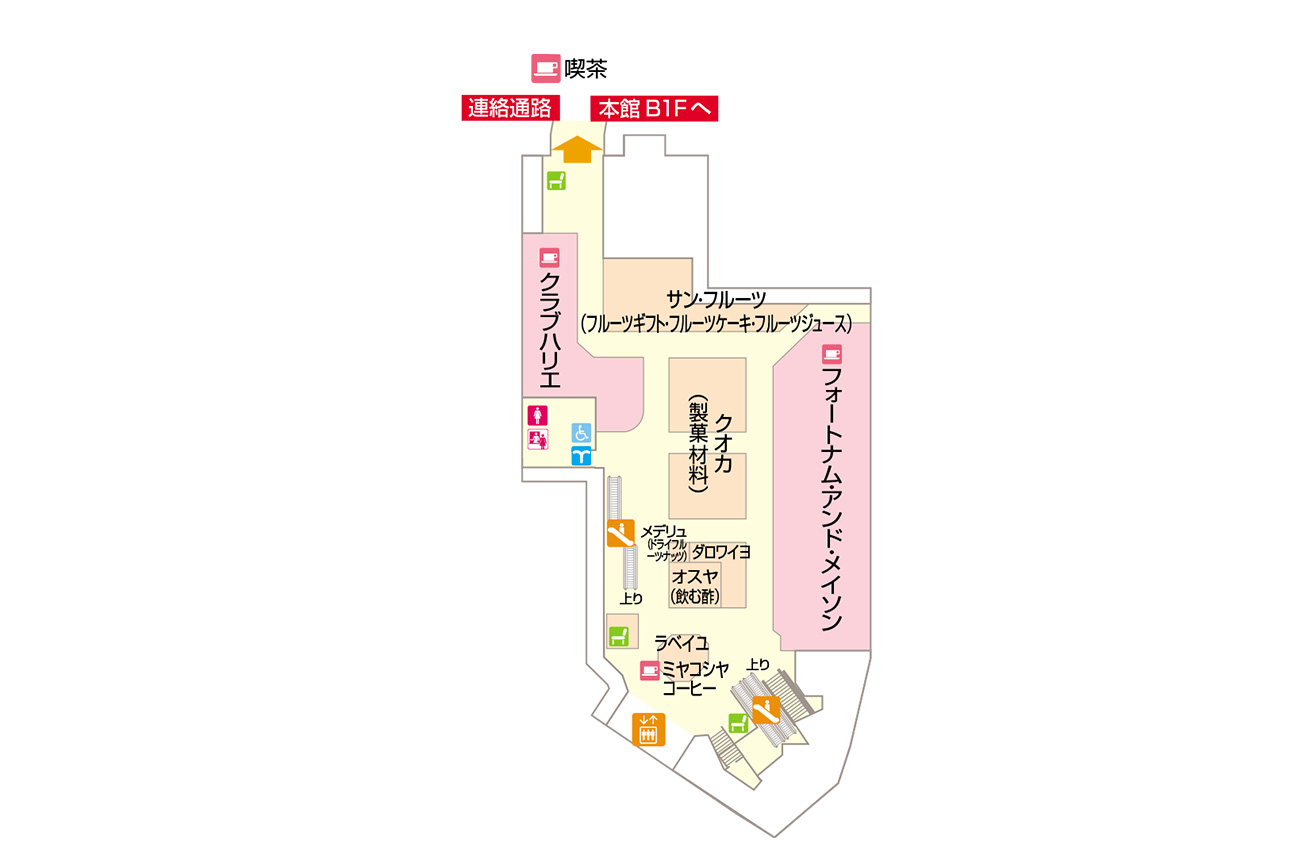 喫茶
連絡通路
本館B1Fへ
サン・フルーツ
(フルーツギフト・フルーツケーキ・フルーツジュース)
クラブハリエ
フォートナム・アンド・メイソン
クオカ
(製菓材料)
メデリュ
(ドライフル
ーツナッツ)
ダロワイヨ
オスヤ
(飲む酢)
上り
ラベイユ
ミヤコシヤ
コーヒー
上り